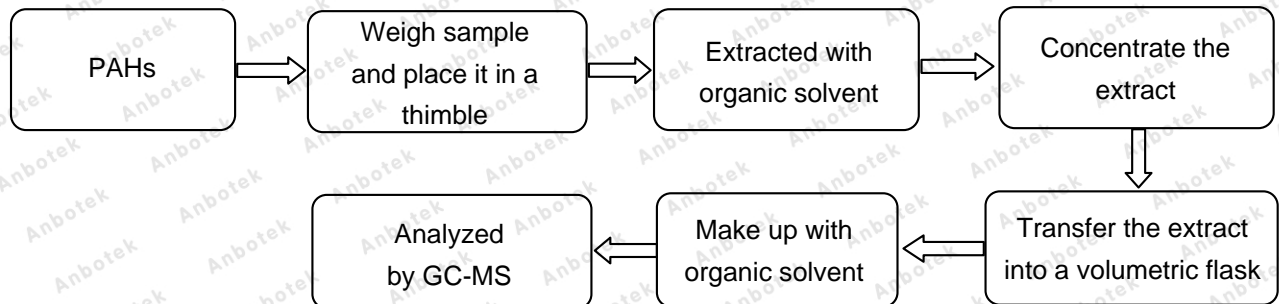 PAHs
Weigh sample
and place it in a
thimble
Extracted with
organic solvent
Concentrate the
extract
Transfer the extract
into a volumetric flask
Make up with
organic solvent
Analyzed
by GC-MS
Anbotek